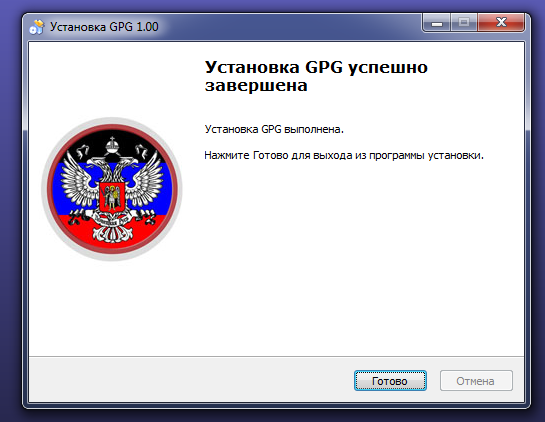 Установка GPG 1.00
Установка GPG успешно
завершена
Установка GPG выполнена.
Нажмите Готово для выхода из программы установки.
Готово
Отмена